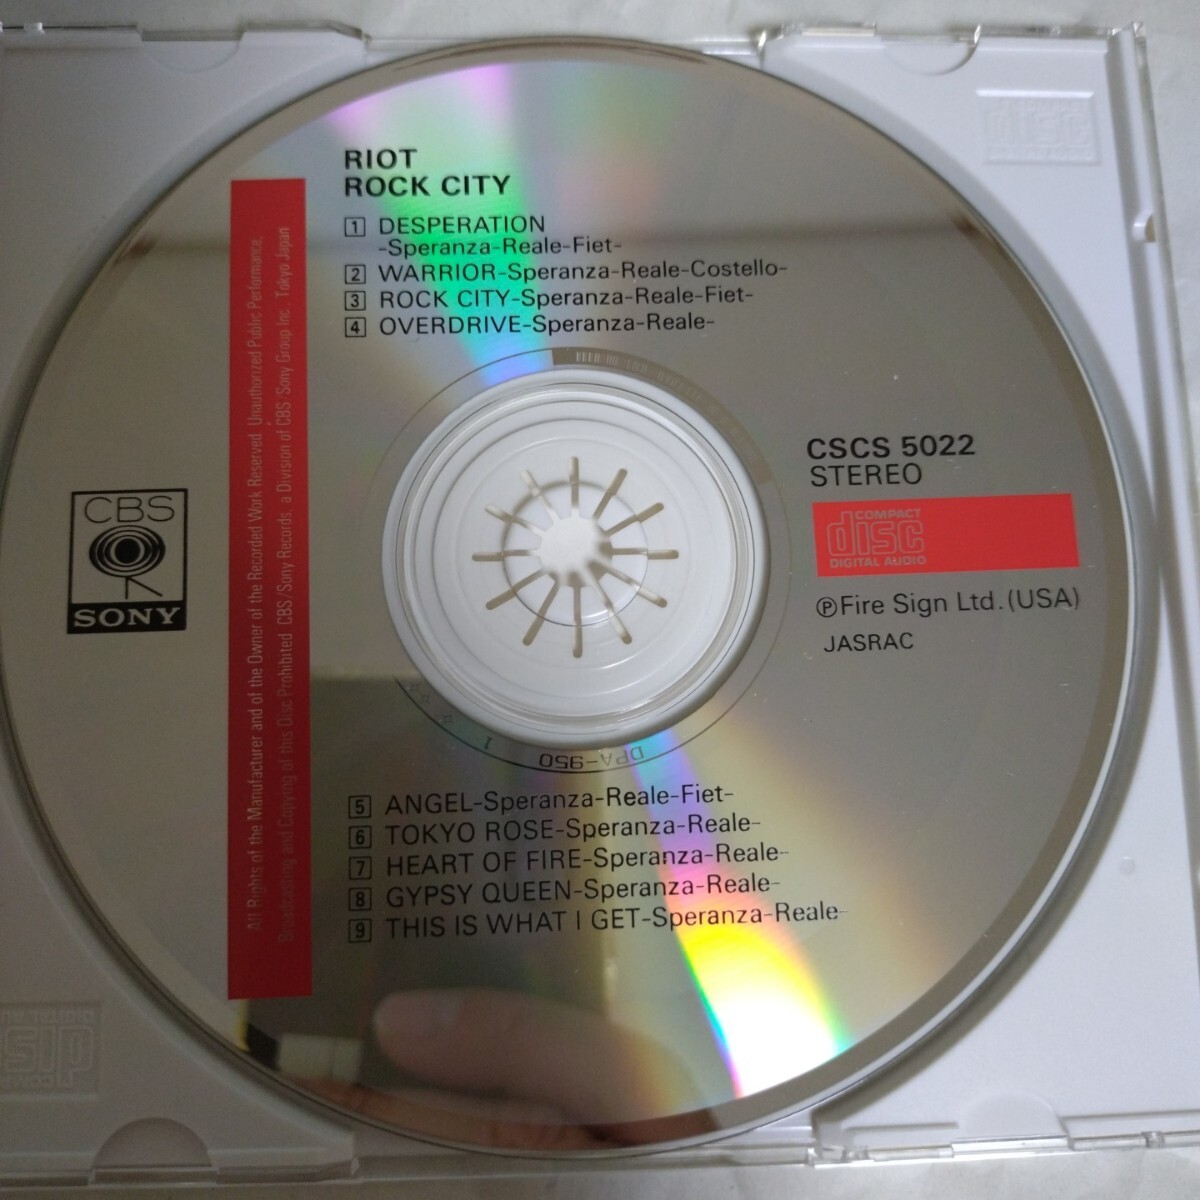 RIOT
ROCK CITY
1 DESPERATION
-Speranza-Reale-Fiet-
2 WARRIOR-Speranza-Reale-Costello-
3 ROCK CITY-Speranza-Reale-Fiet-
4 OVERDRIVE-Speranza-Reale-
CSCS 5022
STEREO
COMPACT
disc
DIGITAL AUDIO
ⓅFire Sign Ltd. (USA)
JASRAC
CBS
SONY
All Rights of the Manufacturer and of the Owner of the Recorded Work Reserved. Unauthorized Public Performance,
Broadcasting and Copying of this Disc Prohibited. CBS/Sony Records, a Division of CBS/Sony Group Inc. Tokyo Japan
DPA-950 1
5 ANGEL-Speranza-Reale-Fiet-
6 TOKYO ROSE-Speranza-Reale-
7 HEART OF FIRE-Speranza-Reale-
8 GYPSY QUEEN-Speranza-Reale-
9 THIS IS WHAT I GET-Speranza-Reale-